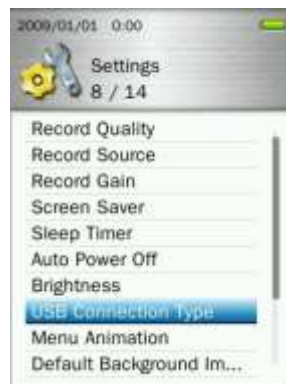 2009/01/01 0:00
Settings
8 / 14
Record Quality
Record Source
Record Gain
Screen Saver
Sleep Timer
Auto Power Off
Brightness
USB Connection Type
Menu Animation
Default Background Im...